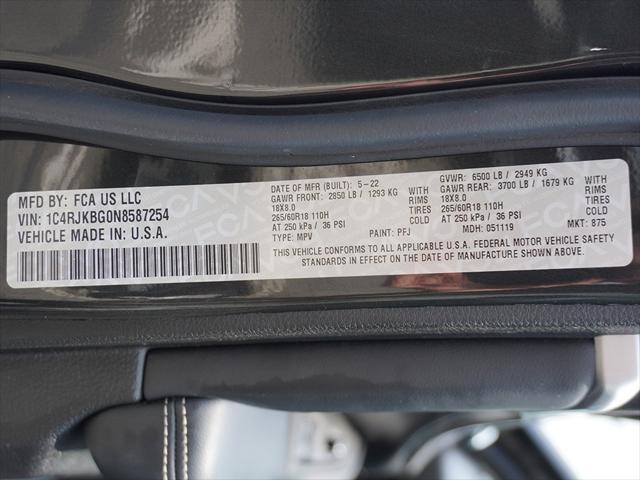 MFD BY: FCA US LLC
VIN: 1C4RJKBG0N8587254
VEHICLE MADE IN: U.S.A.
DATE OF MFR (BUILT): 5-22 GVWR: 6500 LB / 2949 KG
GAWR FRONT: 2850 LB / 1293 KG GAWR REAR: 3700 LB / 1679 KG
18X8.0 RIMS 18X8.0 RIMS
265/60R18 110H TIRES 265/60R18 110H TIRES
AT 250 kPa / 36 PSI AT 250 kPa / 36 PSI
TYPE: MPV PAINT: PFJ MDH: 051119 MKT: 875
THIS VEHICLE CONFORMS TO ALL APPLICABLE U.S.A. FEDERAL MOTOR VEHICLE SAFETY
STANDARDS IN EFFECT ON THE DATE OF MANUFACTURE SHOWN ABOVE.